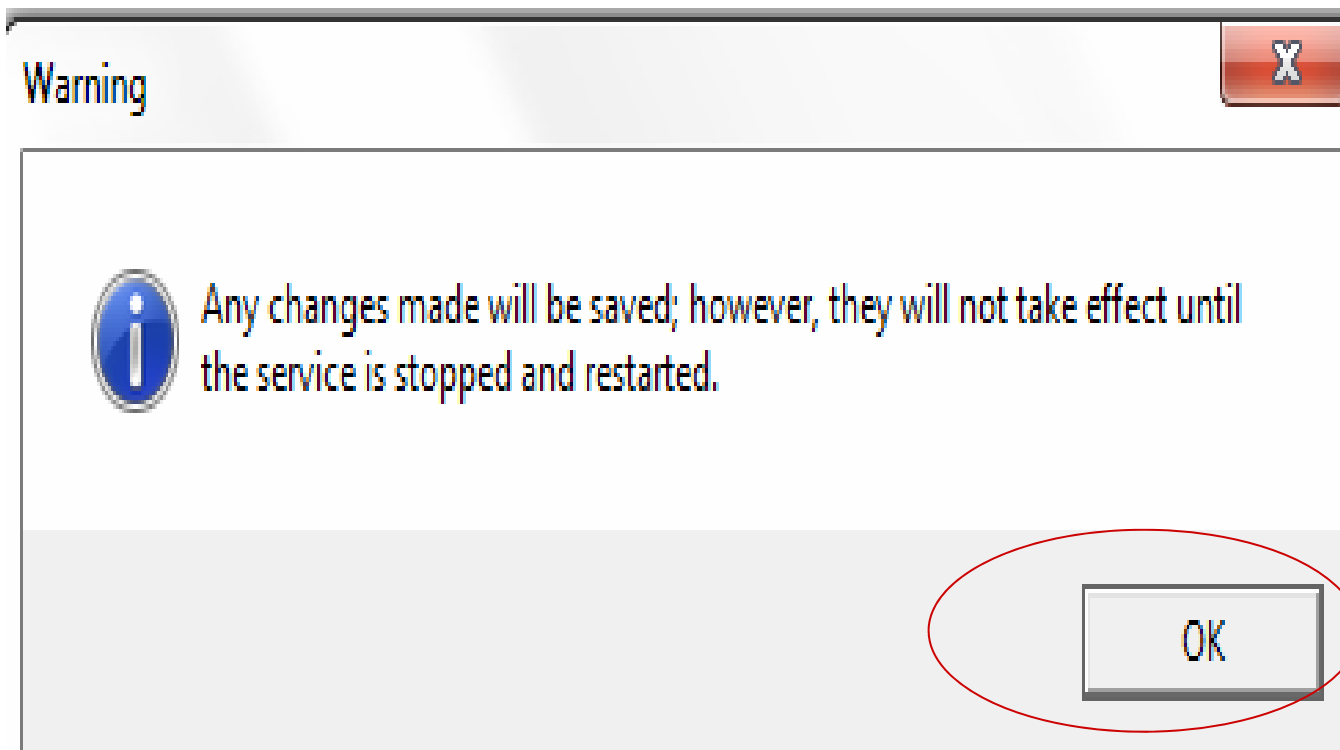 Warning
Any changes made will be saved; however, they will not take effect until
the service is stopped and restarted.
OK